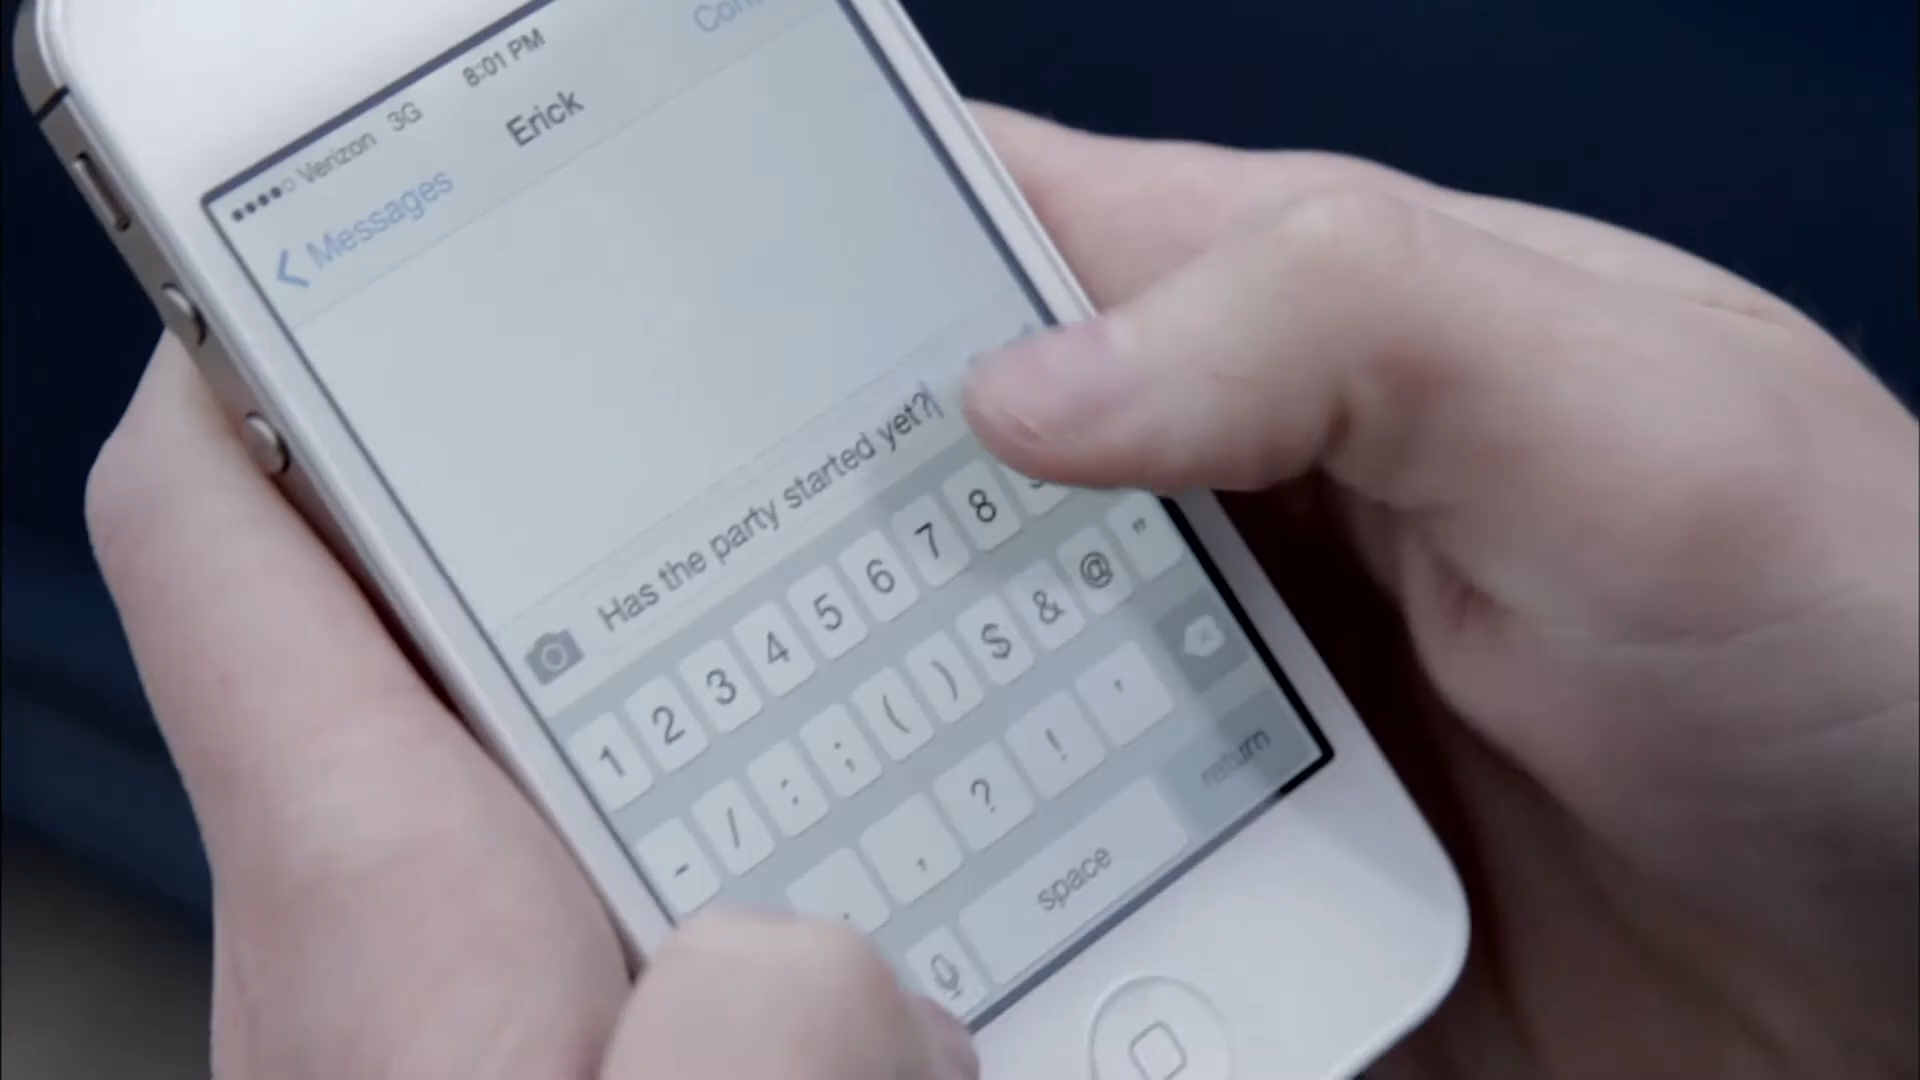 Verizon 3G 8:01 PM
Messages Erick
Has the party started yet?
1 2 3 4 5 6 7 8
- / : ; ( ) $ & @ "
. , ? ! '
space return